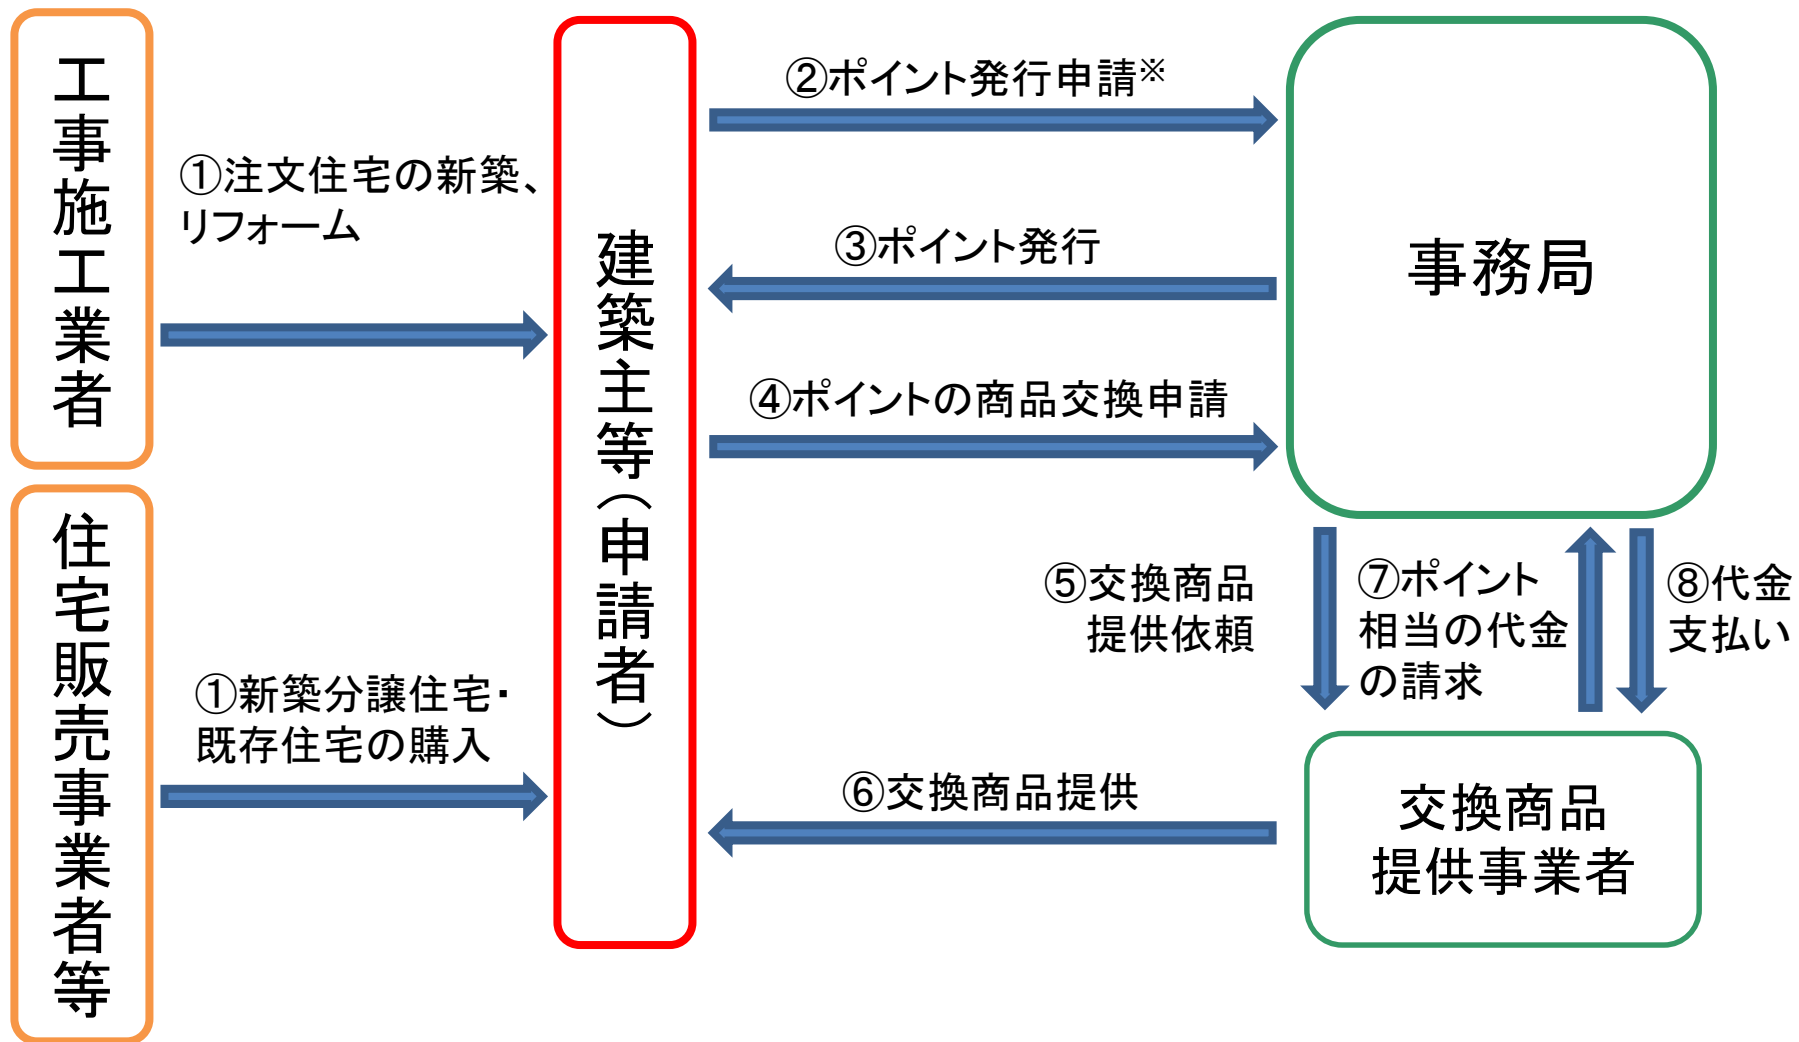 工事施工業者
①注文住宅の新築、
リフォーム
住宅販売事業者等
①新築分譲住宅・
既存住宅の購入
建築主等(申請者)
②ポイント発行申請※
③ポイント発行
④ポイントの商品交換申請
事務局
⑤交換商品
提供依頼
⑦ポイント
相当の代金
の請求
⑧代金
支払い
⑥交換商品提供
交換商品
提供事業者